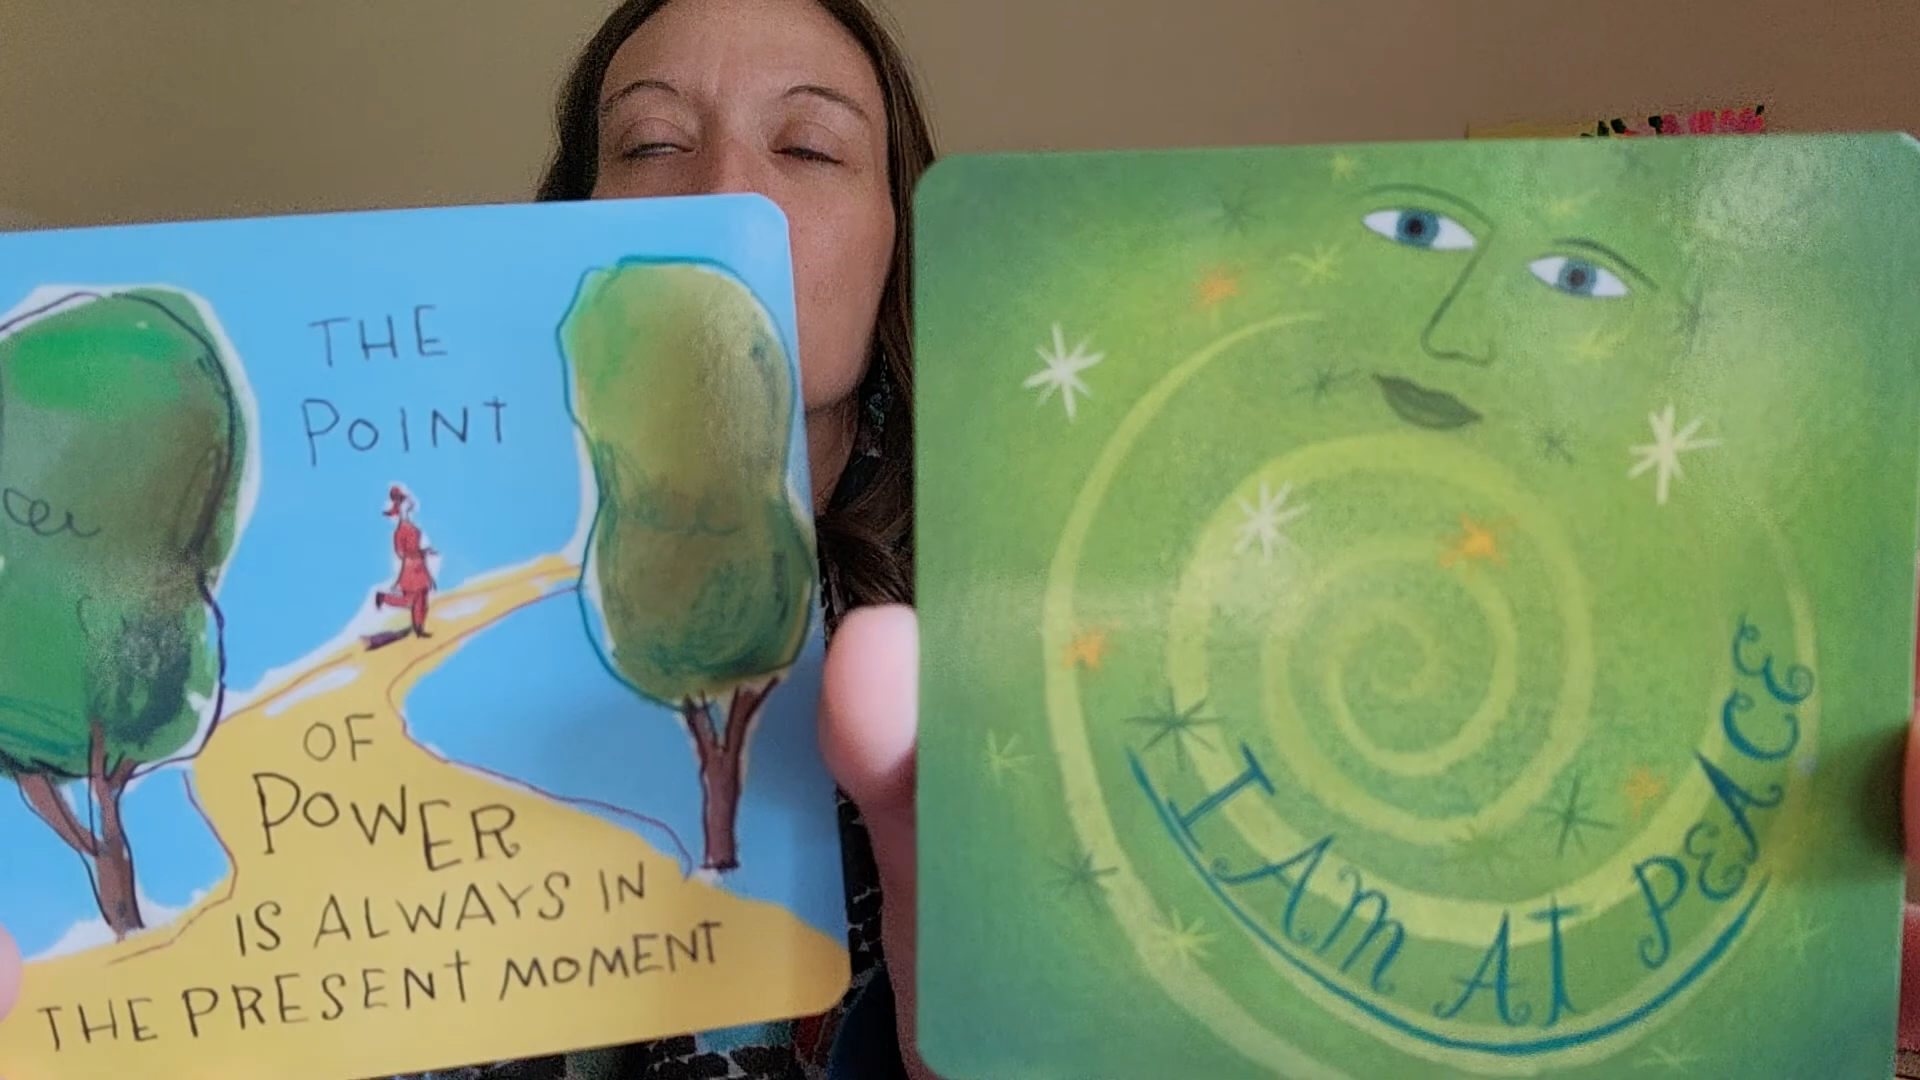 THE
POINT
OF
POWER
IS ALWAYS IN
THE PRESENT MOMENT
I AM AT PEACE